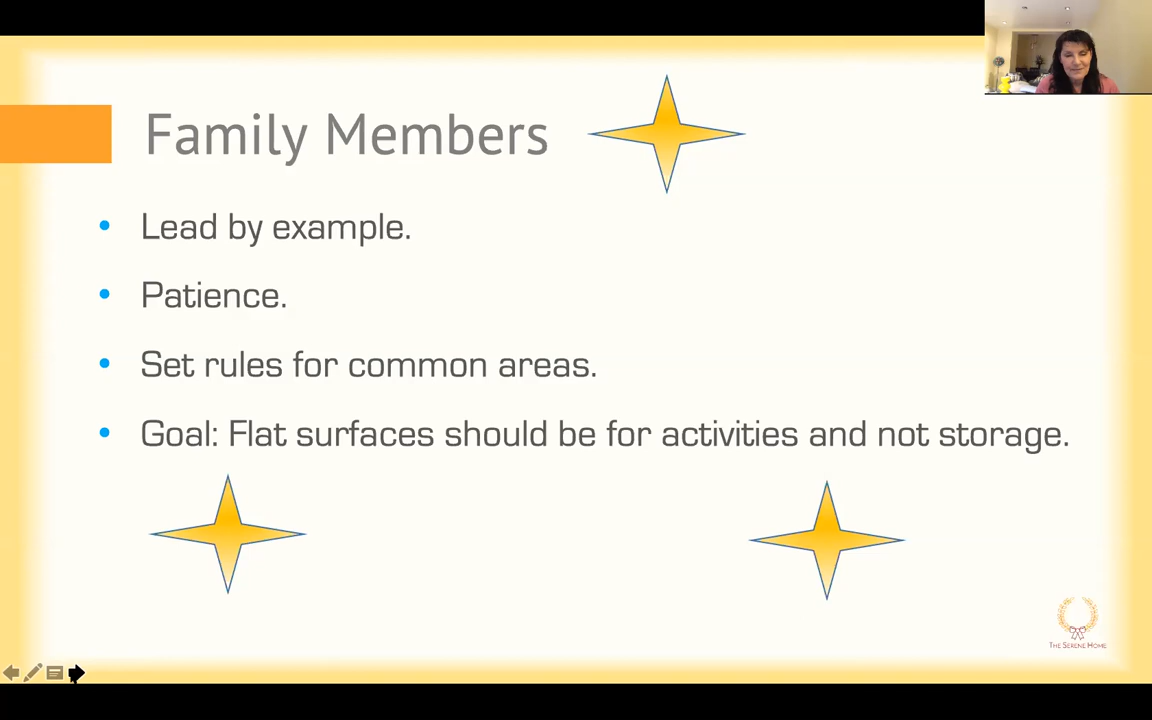 Family Members
Lead by example.
Patience.
Set rules for common areas.
Goal: Flat surfaces should be for activities and not storage.
THE SERENE HOME